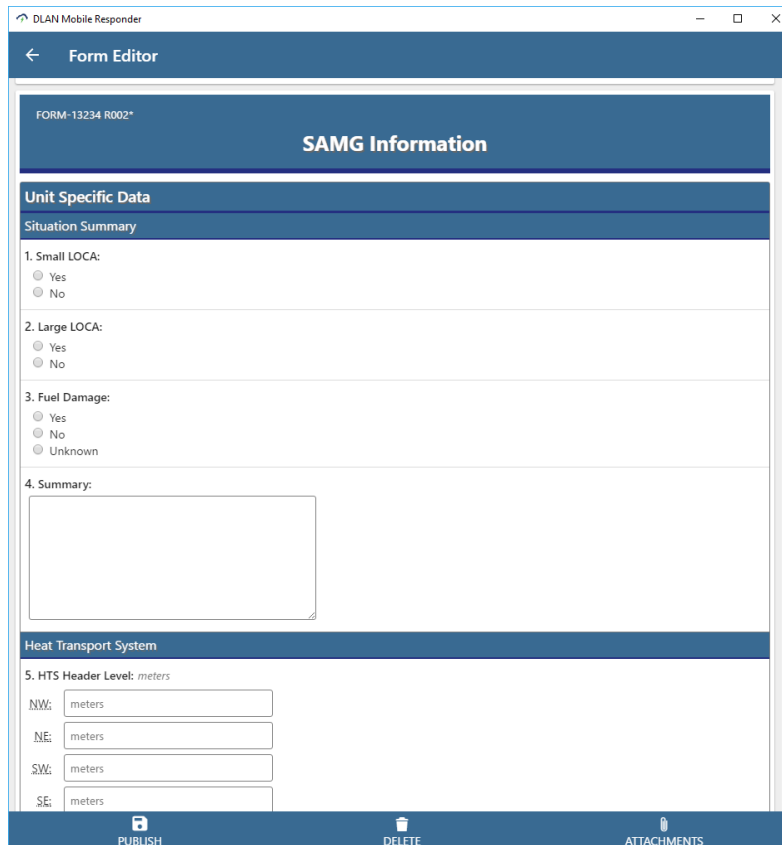 DLAN Mobile Responder
Form Editor
FORM-13234 R002*
SAMG Information
Unit Specific Data
Situation Summary
1. Small LOCA:
Yes
No
2. Large LOCA:
Yes
No
3. Fuel Damage:
Yes
No
Unknown
4. Summary:
Heat Transport System
5. HTS Header Level: meters
NW: meters
NE: meters
SW: meters
SE: meters
PUBLISH DELETE ATTACHMENTS